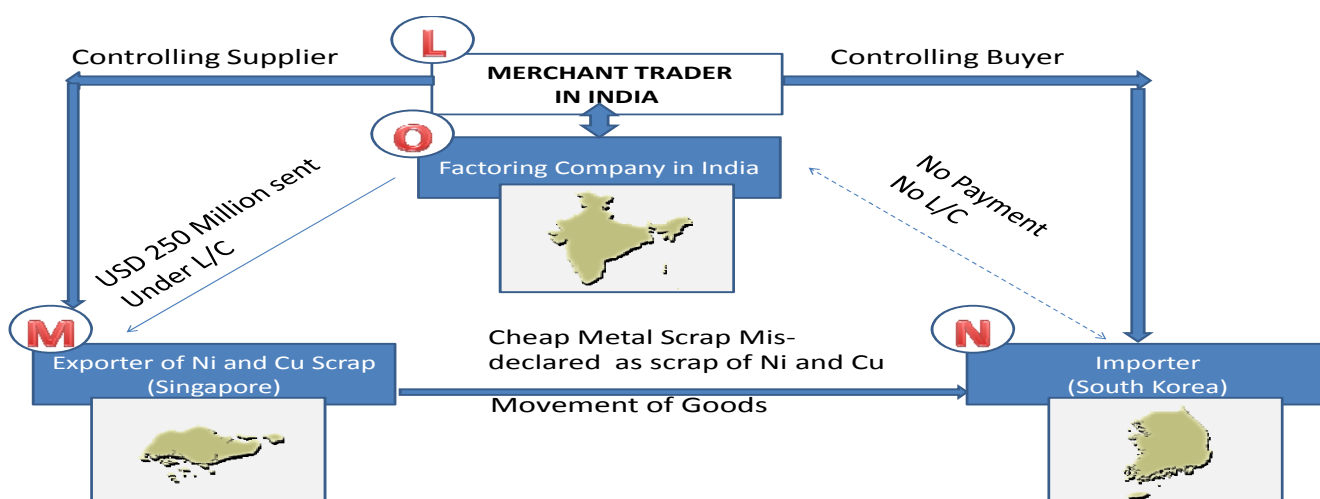 L
Controlling Supplier
MERCHANT TRADER
IN INDIA
Controlling Buyer
O
Factoring Company in India
USD 250 Million sent
Under L/C
No Payment
No L/C
M
Exporter of Ni and Cu Scrap
(Singapore)
Cheap Metal Scrap Mis-
declared as scrap of Ni and Cu
Movement of Goods
N
Importer
(South Korea)